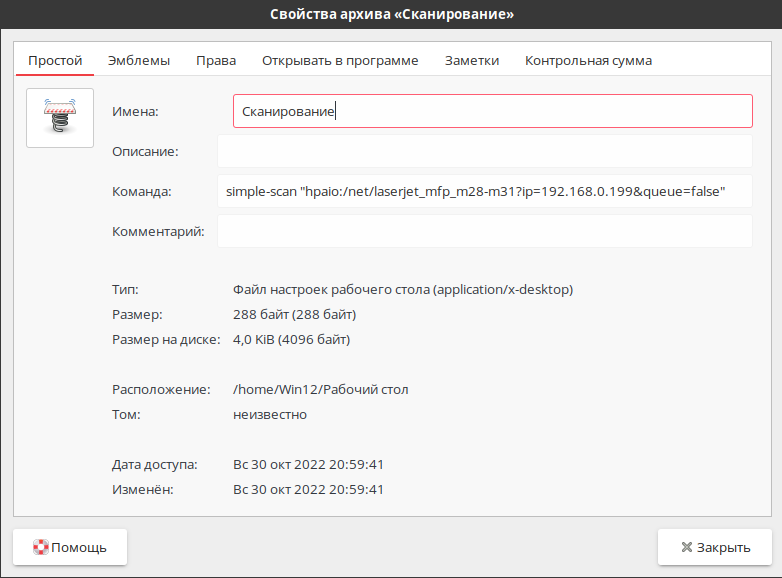 Свойства архива «Сканирование»
Простой Эмблемы Права Открывать в программе Заметки Контрольная сумма
Имена: Сканирование
Описание:
Команда: simple-scan "hpaio:/net/laserjet_mfp_m28-m31?ip=192.168.0.199&queue=false"
Комментарий:
Тип: Файл настроек рабочего стола (application/x-desktop)
Размер: 288 байт (288 байт)
Размер на диске: 4,0 KiB (4096 байт)
Расположение: /home/Win12/Рабочий стол
Том: неизвестно
Дата доступа: Вс 30 окт 2022 20:59:41
Изменён: Вс 30 окт 2022 20:59:41
Помощь Закрыть